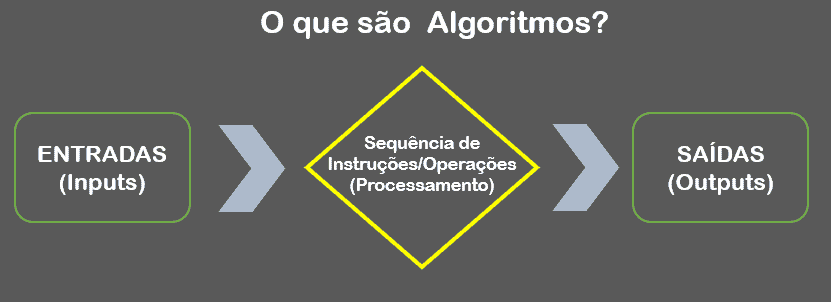 O que são Algoritmos?
ENTRADAS
(Inputs)
Sequência de
Instruções/Operações
(Processamento)
SAÍDAS
(Outputs)